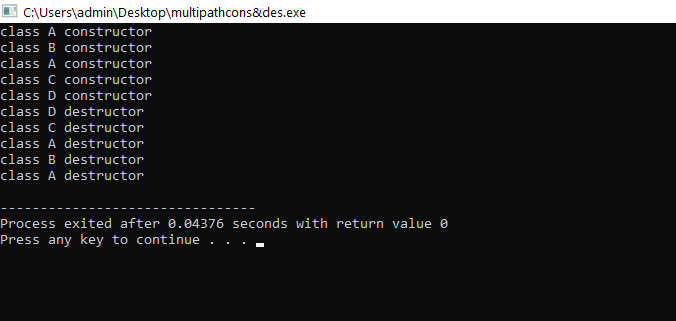 C:\Users\admin\Desktop\multipathcons&des.exe
class A constructor
class B constructor
class A constructor
class C constructor
class D constructor
class D destructor
class C destructor
class A destructor
class B destructor
class A destructor
--------------------------------
Process exited after 0.04376 seconds with return value 0
Press any key to continue . . .